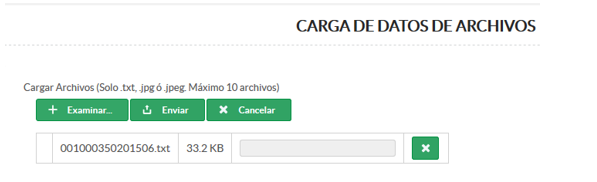 CARGA DE DATOS DE ARCHIVOS
Cargar Archivos (Solo .txt, .jpg ó .jpeg. Máximo 10 archivos)
Examinar... Enviar Cancelar
001000350201506.txt 33.2 KB